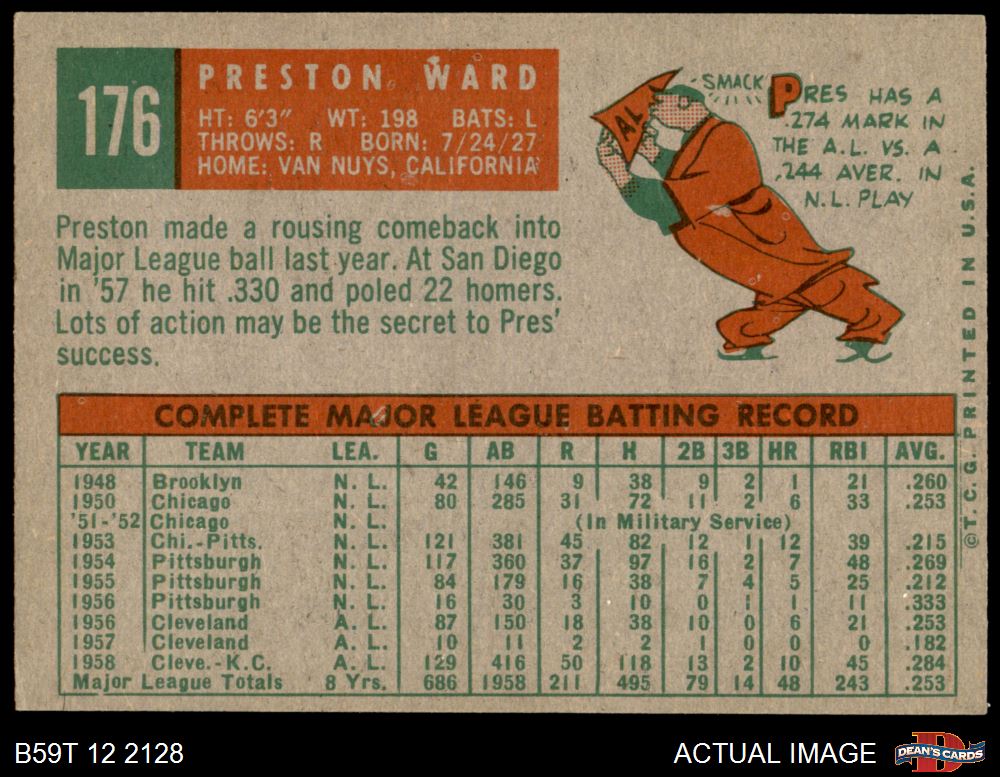 176
PRESTON WARD
HT: 6'3" WT: 198 BATS: L
THROWS: R BORN: 7/24/27
HOME: VAN NUYS, CALIFORNIA
Preston made a rousing comeback into
Major League ball last year. At San Diego
in '57 he hit .330 and poled 22 homers.
Lots of action may be the secret to Pres'
success.
AL
SMACK
PRES HAS A
.274 MARK IN
THE A.L. VS. A
.244 AVER. IN
N.L. PLAY
COMPLETE MAJOR LEAGUE BATTING RECORD
YEAR TEAM LEA. G AB R H 2B 3B HR RBI AVG.
1948 Brooklyn N. L. 42 146 9 38 9 2 1 21 .260
1950 Chicago N. L. 80 285 31 72 11 2 6 33 .253
'51-'52 Chicago N. L. (In Military Service)
1953 Chi.-Pitts. N. L. 121 381 45 82 12 1 12 39 .215
1954 Pittsburgh N. L. 117 360 37 97 16 2 7 48 .269
1955 Pittsburgh N. L. 84 179 16 38 7 4 5 25 .212
1956 Pittsburgh N. L. 16 30 3 10 0 1 1 11 .333
1956 Cleveland A. L. 87 150 18 38 10 0 6 21 .253
1957 Cleveland A. L. 10 11 2 2 1 0 0 0 .182
1958 Cleve.-K.C. A. L. 129 416 50 118 13 2 10 45 .284
Major League Totals 8 Yrs. 686 1958 211 495 79 14 48 243 .253
©T.C.G. PRINTED IN U.S.A.
B59T 12 2128
ACTUAL IMAGE
D
DEAN'S CARDS